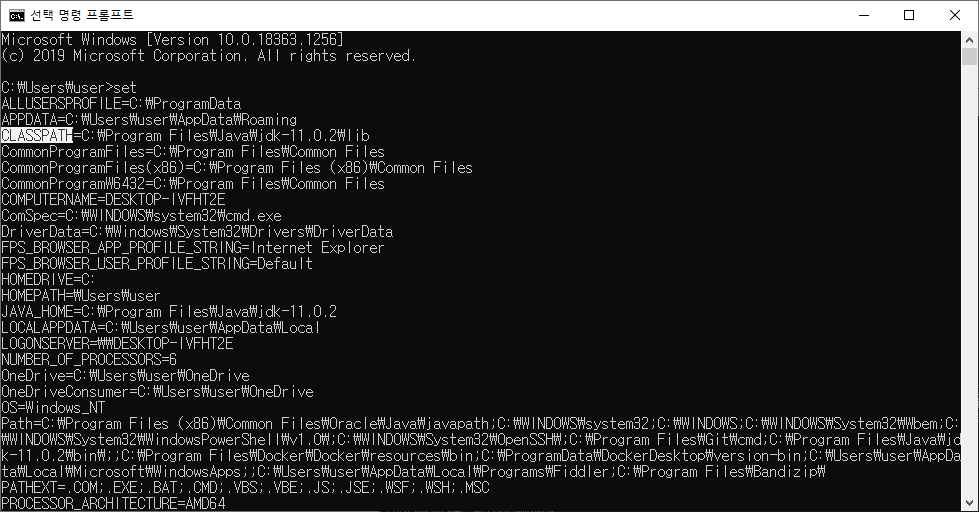 선택 명령 프롬프트
Microsoft Windows [Version 10.0.18363.1256]
(c) 2019 Microsoft Corporation. All rights reserved.
C:₩Users₩user>set
ALLUSERSPROFILE=C:₩ProgramData
APPDATA=C:₩Users₩user₩AppData₩Roaming
CLASSPATH=C:₩Program Files₩Java₩jdk-11.0.2₩lib
CommonProgramFiles=C:₩Program Files₩Common Files
CommonProgramFiles(x86)=C:₩Program Files (x86)₩Common Files
CommonProgramW6432=C:₩Program Files₩Common Files
COMPUTERNAME=DESKTOP-IVFHT2E
ComSpec=C:₩WINDOWS₩system32₩cmd.exe
DriverData=C:₩Windows₩System32₩Drivers₩DriverData
FPS_BROWSER_APP_PROFILE_STRING=Internet Explorer
FPS_BROWSER_USER_PROFILE_STRING=Default
HOMEDRIVE=C:
HOMEPATH=₩Users₩user
JAVA_HOME=C:₩Program Files₩Java₩jdk-11.0.2
LOCALAPPDATA=C:₩Users₩user₩AppData₩Local
LOGONSERVER=₩₩DESKTOP-IVFHT2E
NUMBER_OF_PROCESSORS=6
OneDrive=C:₩Users₩user₩OneDrive
OneDriveConsumer=C:₩Users₩user₩OneDrive
OS=Windows_NT
Path=C:₩Program Files (x86)₩Common Files₩Oracle₩Java₩javapath;C:₩WINDOWS₩system32;C:₩WINDOWS;C:₩WINDOWS₩System32₩Wbem;C:
₩WINDOWS₩System32₩WindowsPowerShell₩v1.0₩;C:₩WINDOWS₩System32₩OpenSSH₩;C:₩Program Files₩Git₩cmd;C:₩Program Files₩Java₩jd
k-11.0.2₩bin₩;;C:₩Program Files₩Docker₩Docker₩resources₩bin;C:₩ProgramData₩DockerDesktop₩version-bin;C:₩Users₩user₩AppDa
ta₩Local₩Microsoft₩WindowsApps;;C:₩Users₩user₩AppData₩Local₩Programs₩Fiddler;C:₩Program Files₩Bandizip₩
PATHEXT=.COM;.EXE;.BAT;.CMD;.VBS;.VBE;.JS;.JSE;.WSF;.WSH;.MSC
PROCESSOR_ARCHITECTURE=AMD64